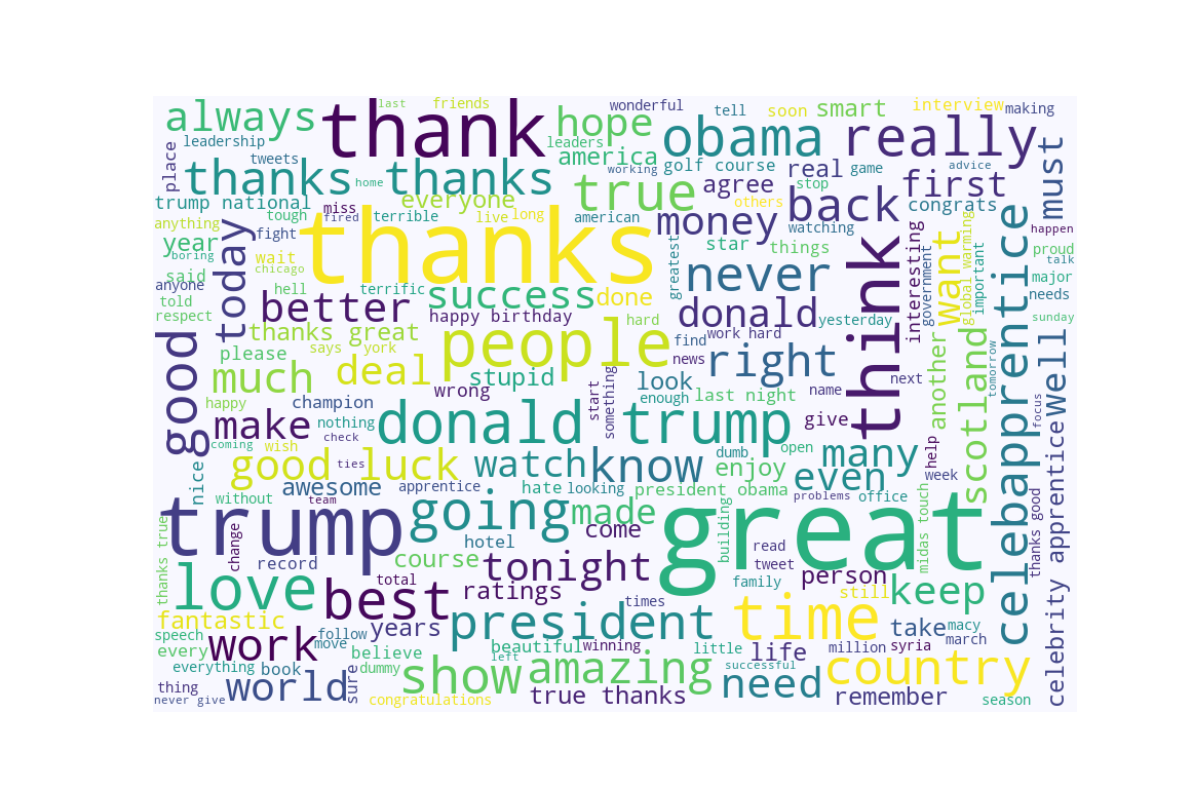 last friends wonderful tell soon smart interview making
always thank hope obama really
leadership leaders
tweets america working golf course real game advice
place thanks home thanks true agree stop first must
trump national miss everyone others congrats
anything tough fired terrible live long american money back watching
year fight thanks star things happen
boring wait proud
said chicago never talk
anyone hell terrific greatest interesting want global warming important major
told today better success done donald think government celebapprentice needs
respect happy birthday hard yesterday sunday
thanks great people find work hard
please says york news right
good much deal stupid look next another scotland tomorrow well
happy champion wrong start something enough last night name focus
make nothing donald trump give
coming wish check dumb open many help
nice good luck ties watch know enjoy even week
awesome apprentice hate looking president obama problems office
without team
trump going made great midas touch thanks good celebrity apprentice
thanks true change hotel come building
record course tonight read
love total ratings tweet person
best family still keep
fantastic times time
speech follow years president take macy
every move beautiful winning little life million syria march
everything book believe left successful
thing world sure dummy show amazing need country
never give congratulations true thanks remember season
work